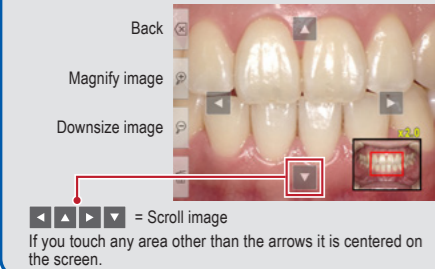 Back
Magnify image
Downsize image
x 2.0
= Scroll image
If you touch any area other than the arrows it is centered on
the screen.